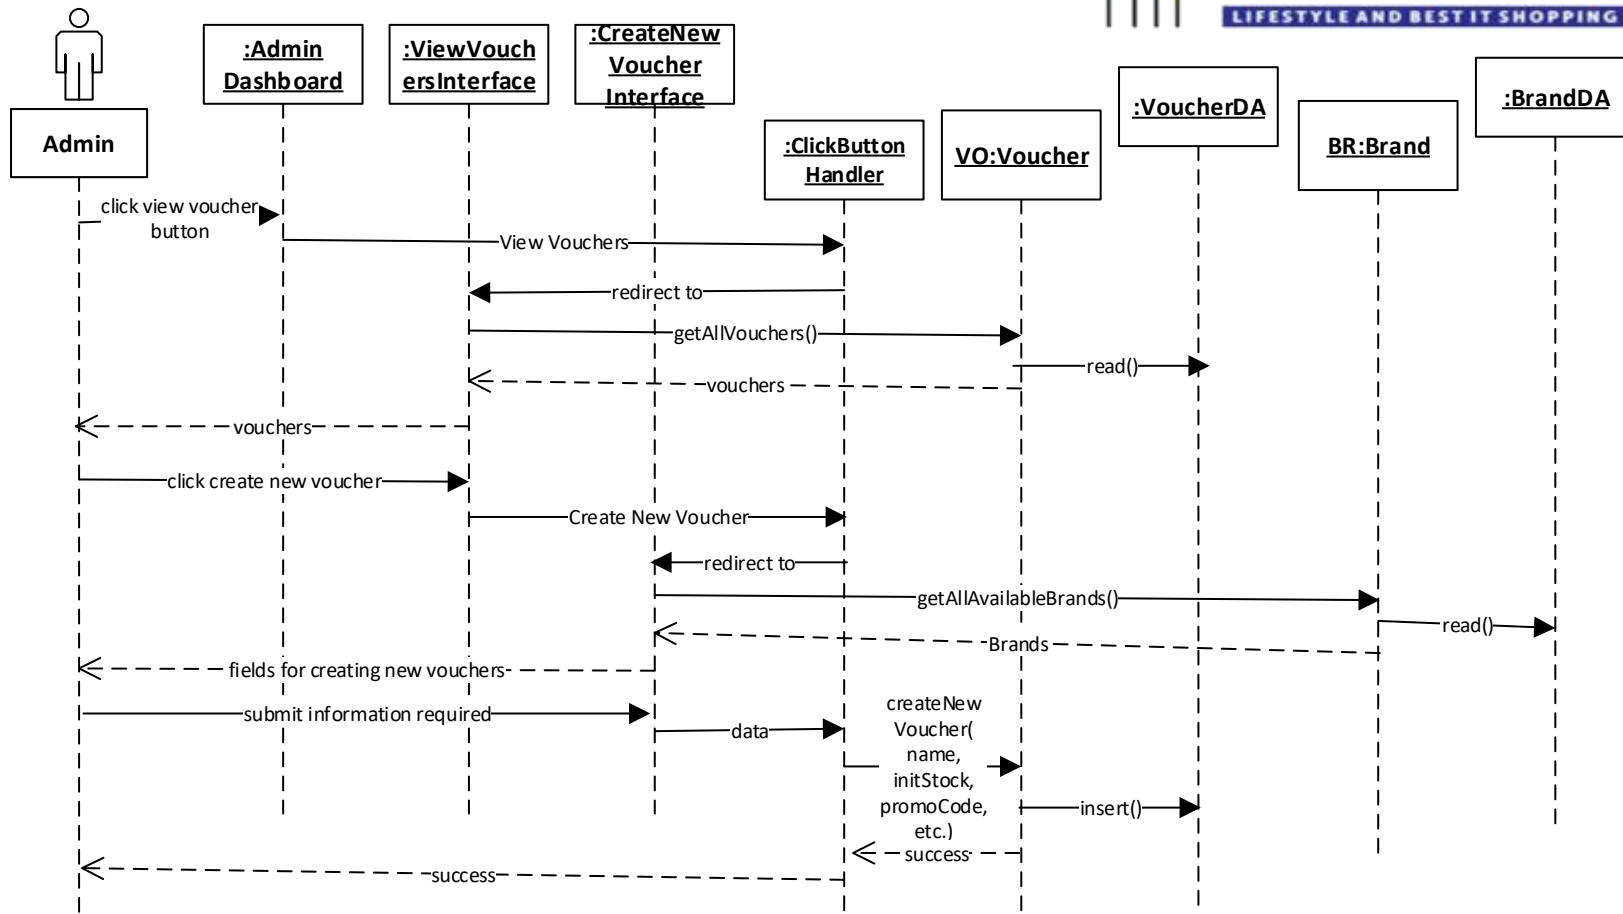 LIFESTYLE AND BEST IT SHOPPING
:Admin
Dashboard
:ViewVouch
ersInterface
:CreateNew
Voucher
Interface
:ClickButton
Handler
VO:Voucher
:VoucherDA
BR:Brand
:BrandDA
Admin
click view voucher
button
View Vouchers
redirect to
getAllVouchers()
read()
vouchers
vouchers
click create new voucher
Create New Voucher
redirect to
getAllAvailableBrands()
read()
Brands
fields for creating new vouchers
submit information required
data
createNew
Voucher(
name,
initStock,
promoCode,
etc.)
insert()
success
success